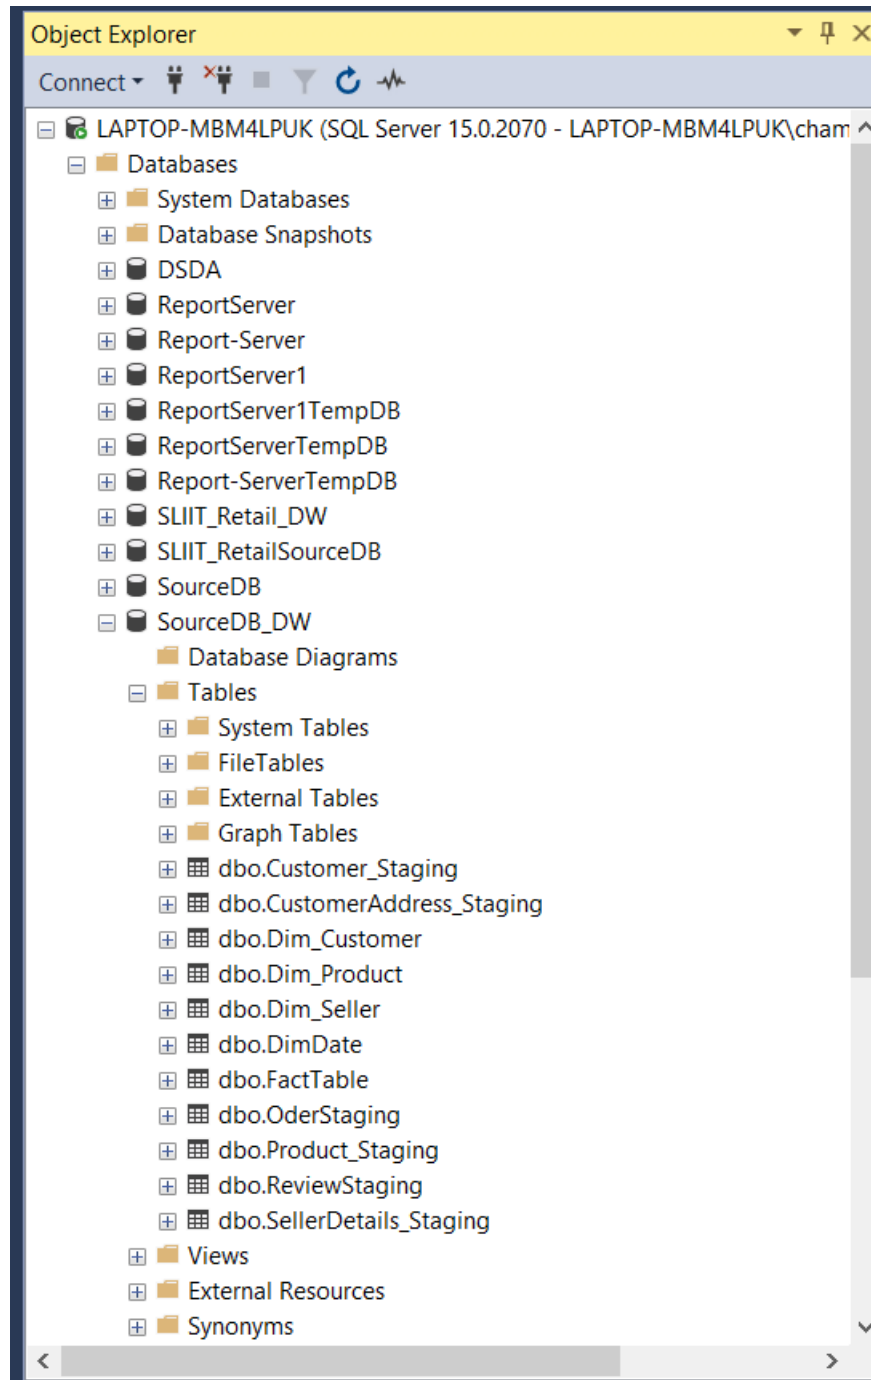 Object Explorer
Connect
LAPTOP-MBM4LPUK (SQL Server 15.0.2070 - LAPTOP-MBM4LPUK\cham
Databases
System Databases
Database Snapshots
DSDA
ReportServer
Report-Server
ReportServer1
ReportServer1TempDB
ReportServerTempDB
Report-ServerTempDB
SLIIT_Retail_DW
SLIIT_RetailSourceDB
SourceDB
SourceDB_DW
Database Diagrams
Tables
System Tables
FileTables
External Tables
Graph Tables
dbo.Customer_Staging
dbo.CustomerAddress_Staging
dbo.Dim_Customer
dbo.Dim_Product
dbo.Dim_Seller
dbo.DimDate
dbo.FactTable
dbo.OderStaging
dbo.Product_Staging
dbo.ReviewStaging
dbo.SellerDetails_Staging
Views
External Resources
Synonyms